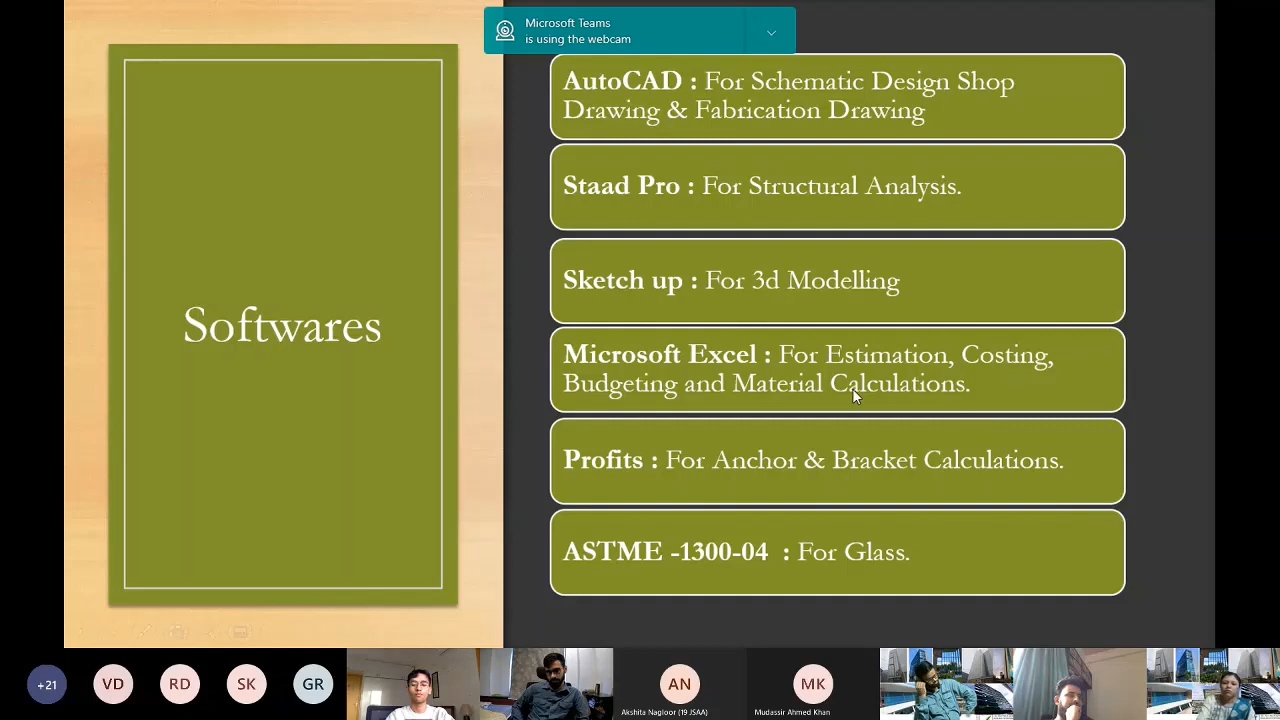 Microsoft Teams
is using the webcam
Softwares
AutoCAD : For Schematic Design Shop
Drawing & Fabrication Drawing
Staad Pro : For Structural Analysis.
Sketch up : For 3d Modelling
Microsoft Excel : For Estimation, Costing,
Budgeting and Material Calculations.
Profits : For Anchor & Bracket Calculations.
ASTME -1300-04 : For Glass.
+21
VD
RD
SK
GR
AN
Akshita Nagloor (19 JSAA)
MK
Mudassir Ahmed Khan